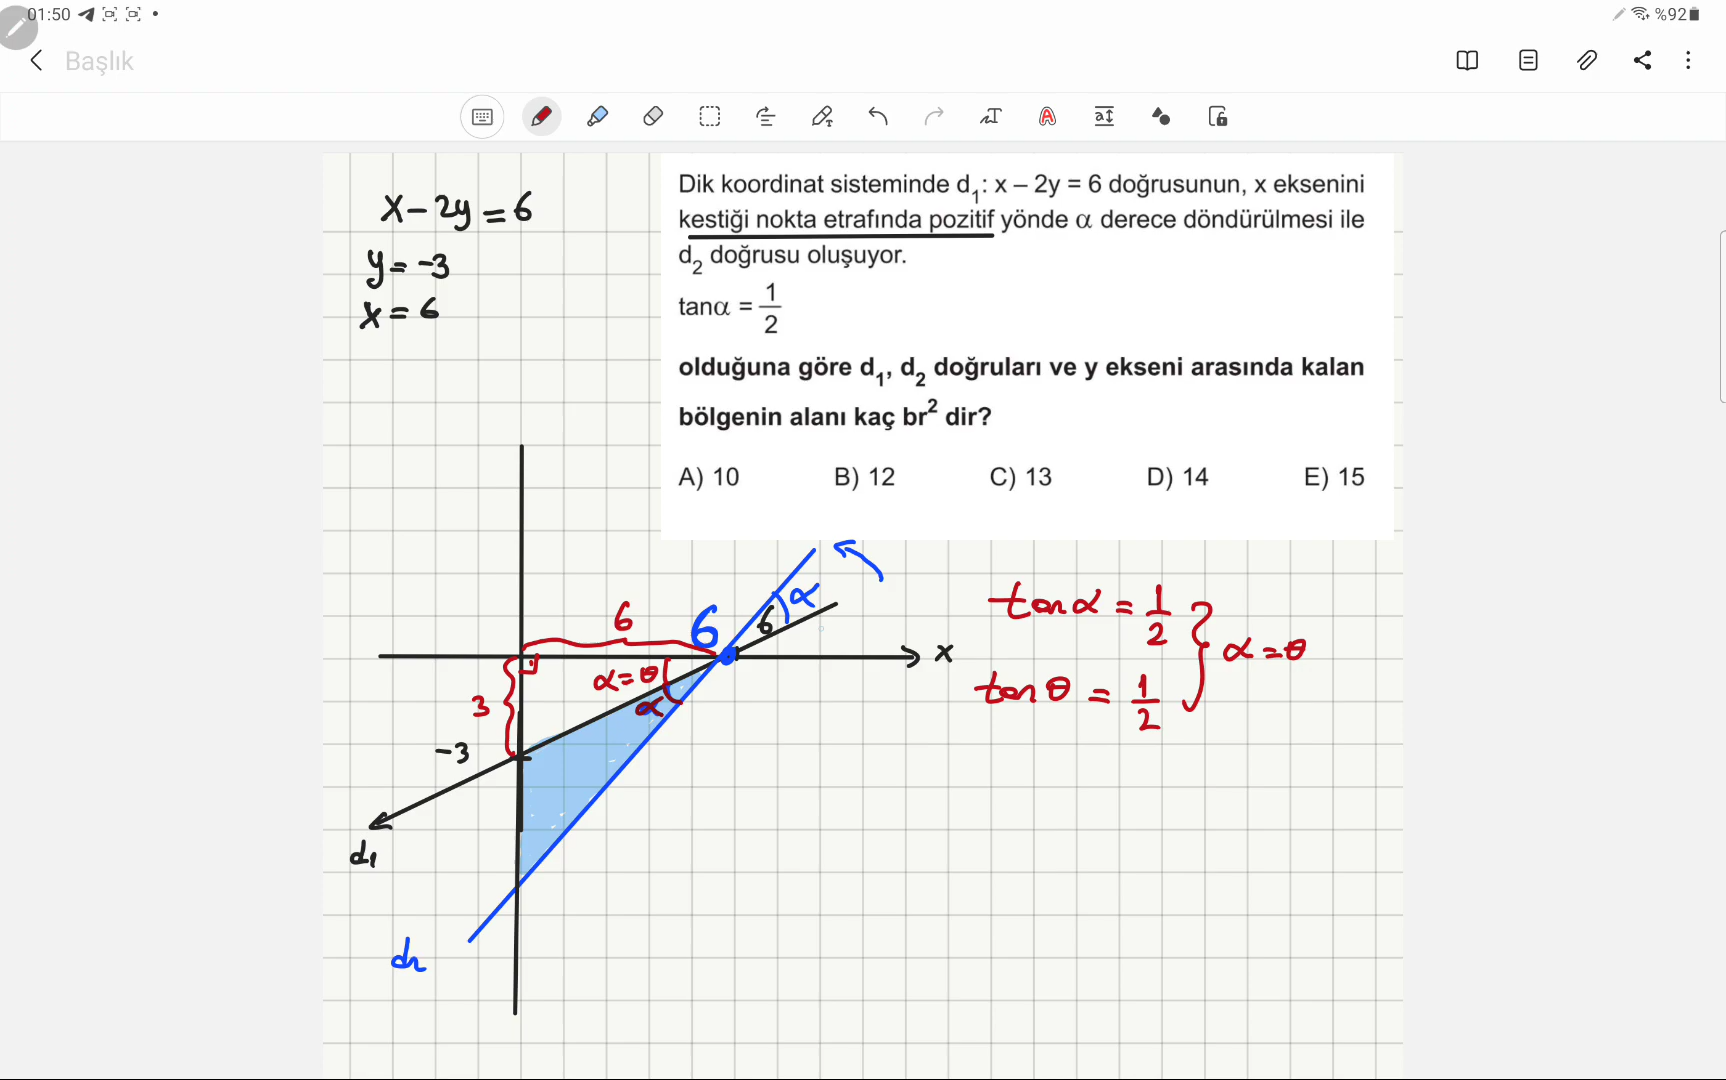 01:50
%92
Başlık
x - 2y = 6
y = -3
x = 6
Dik koordinat sisteminde d₁: x – 2y = 6 doğrusunun, x eksenini
kestiği nokta etrafında pozitif yönde α derece döndürülmesi ile
d₂ doğrusu oluşuyor.
tanα = 1/2
olduğuna göre d₁, d₂ doğruları ve y ekseni arasında kalan
bölgenin alanı kaç br² dir?
A) 10 B) 12 C) 13 D) 14 E) 15
α
6 6 6
x
α=θ
α
3
-3
d₁
d₂
tanα = 1/2
tanθ = 1/2
α = θ